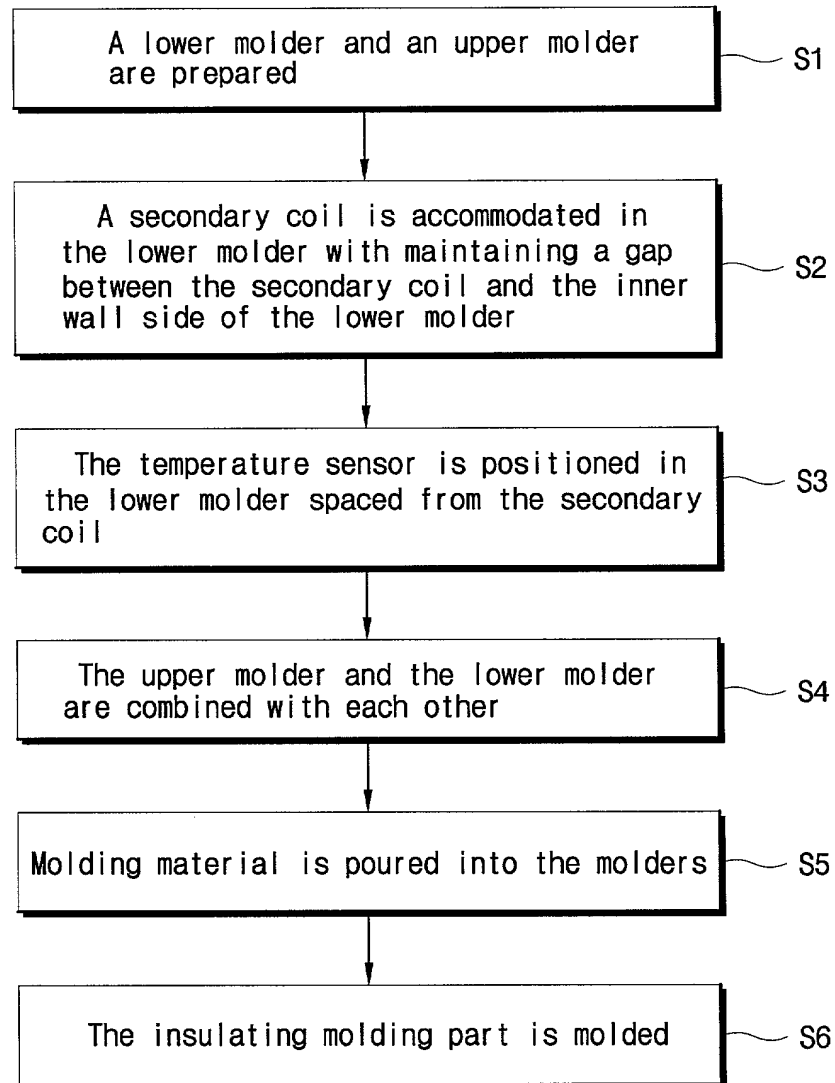 A lower molder and an upper molder
are prepared
S1
A secondary coil is accommodated in
the lower molder with maintaining a gap
between the secondary coil and the inner
wall side of the lower molder
S2
The temperature sensor is positioned in
the lower molder spaced from the secondary
coil
S3
The upper molder and the lower molder
are combined with each other
S4
Molding material is poured into the molders
S5
The insulating molding part is molded
S6